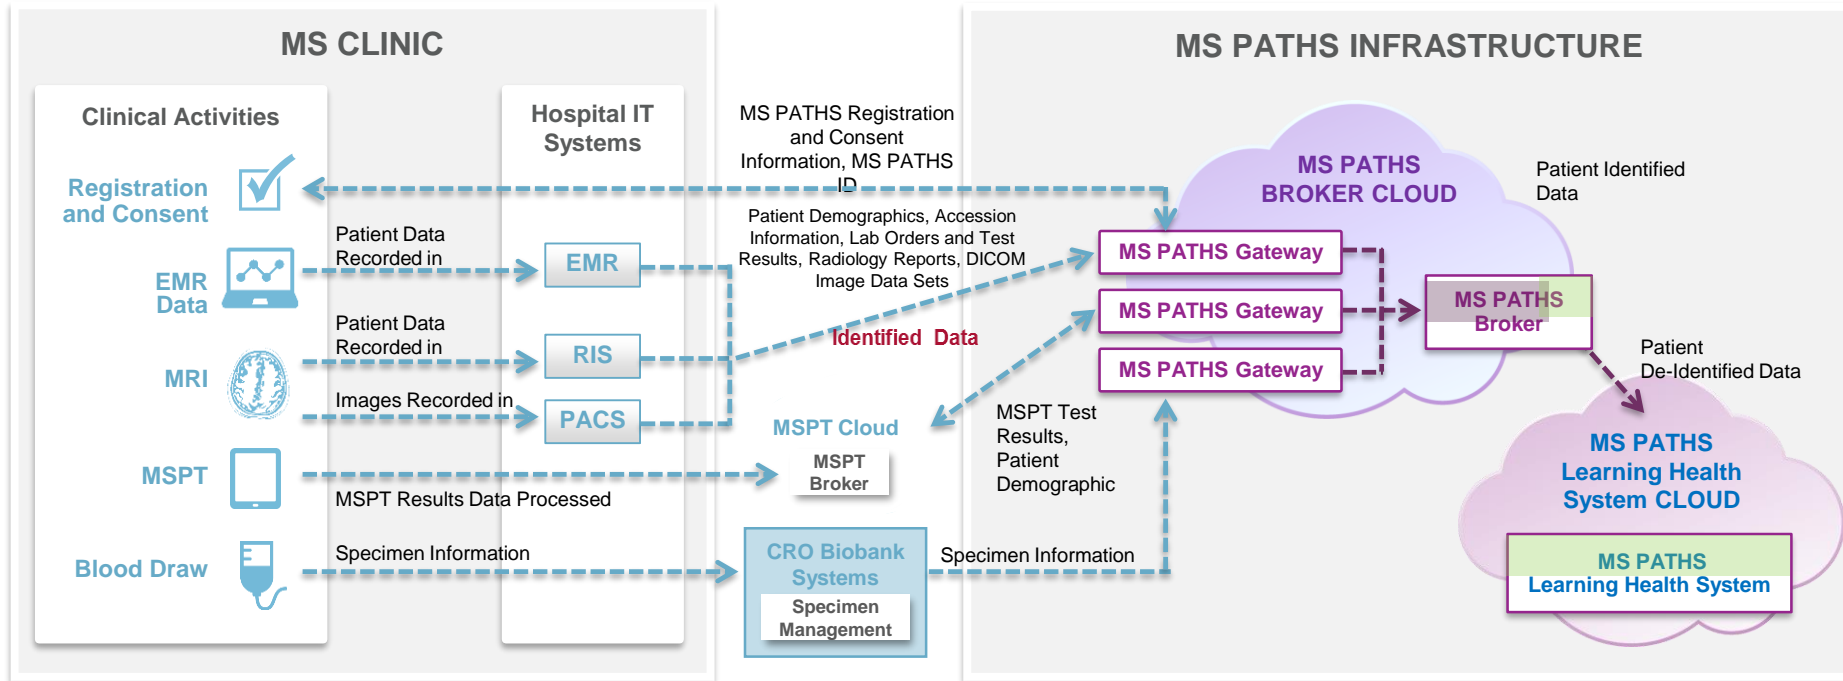 MS CLINIC
Clinical Activities
Registration
and Consent
EMR
Data
MRI
MSPT
Blood Draw
Patient Data
Recorded in
Patient Data
Recorded in
Images Recorded in
MSPT Results Data Processed
Specimen Information
Hospital IT
Systems
EMR
RIS
PACS
MS PATHS Registration
and Consent
Information, MS PATHS
ID
Patient Demographics, Accession
Information, Lab Orders and Test
Results, Radiology Reports, DICOM
Image Data Sets
Identified Data
MSPT Cloud
MSPT
Broker
CRO Biobank
Systems
Specimen
Management
Specimen Information
MSPT Test
Results,
Patient
Demographic
MS PATHS INFRASTRUCTURE
MS PATHS
BROKER CLOUD
MS PATHS Gateway
MS PATHS Gateway
MS PATHS Gateway
Patient Identified
Data
MS PATHS
Broker
Patient
De-Identified Data
MS PATHS
Learning Health
System CLOUD
MS PATHS
Learning Health System